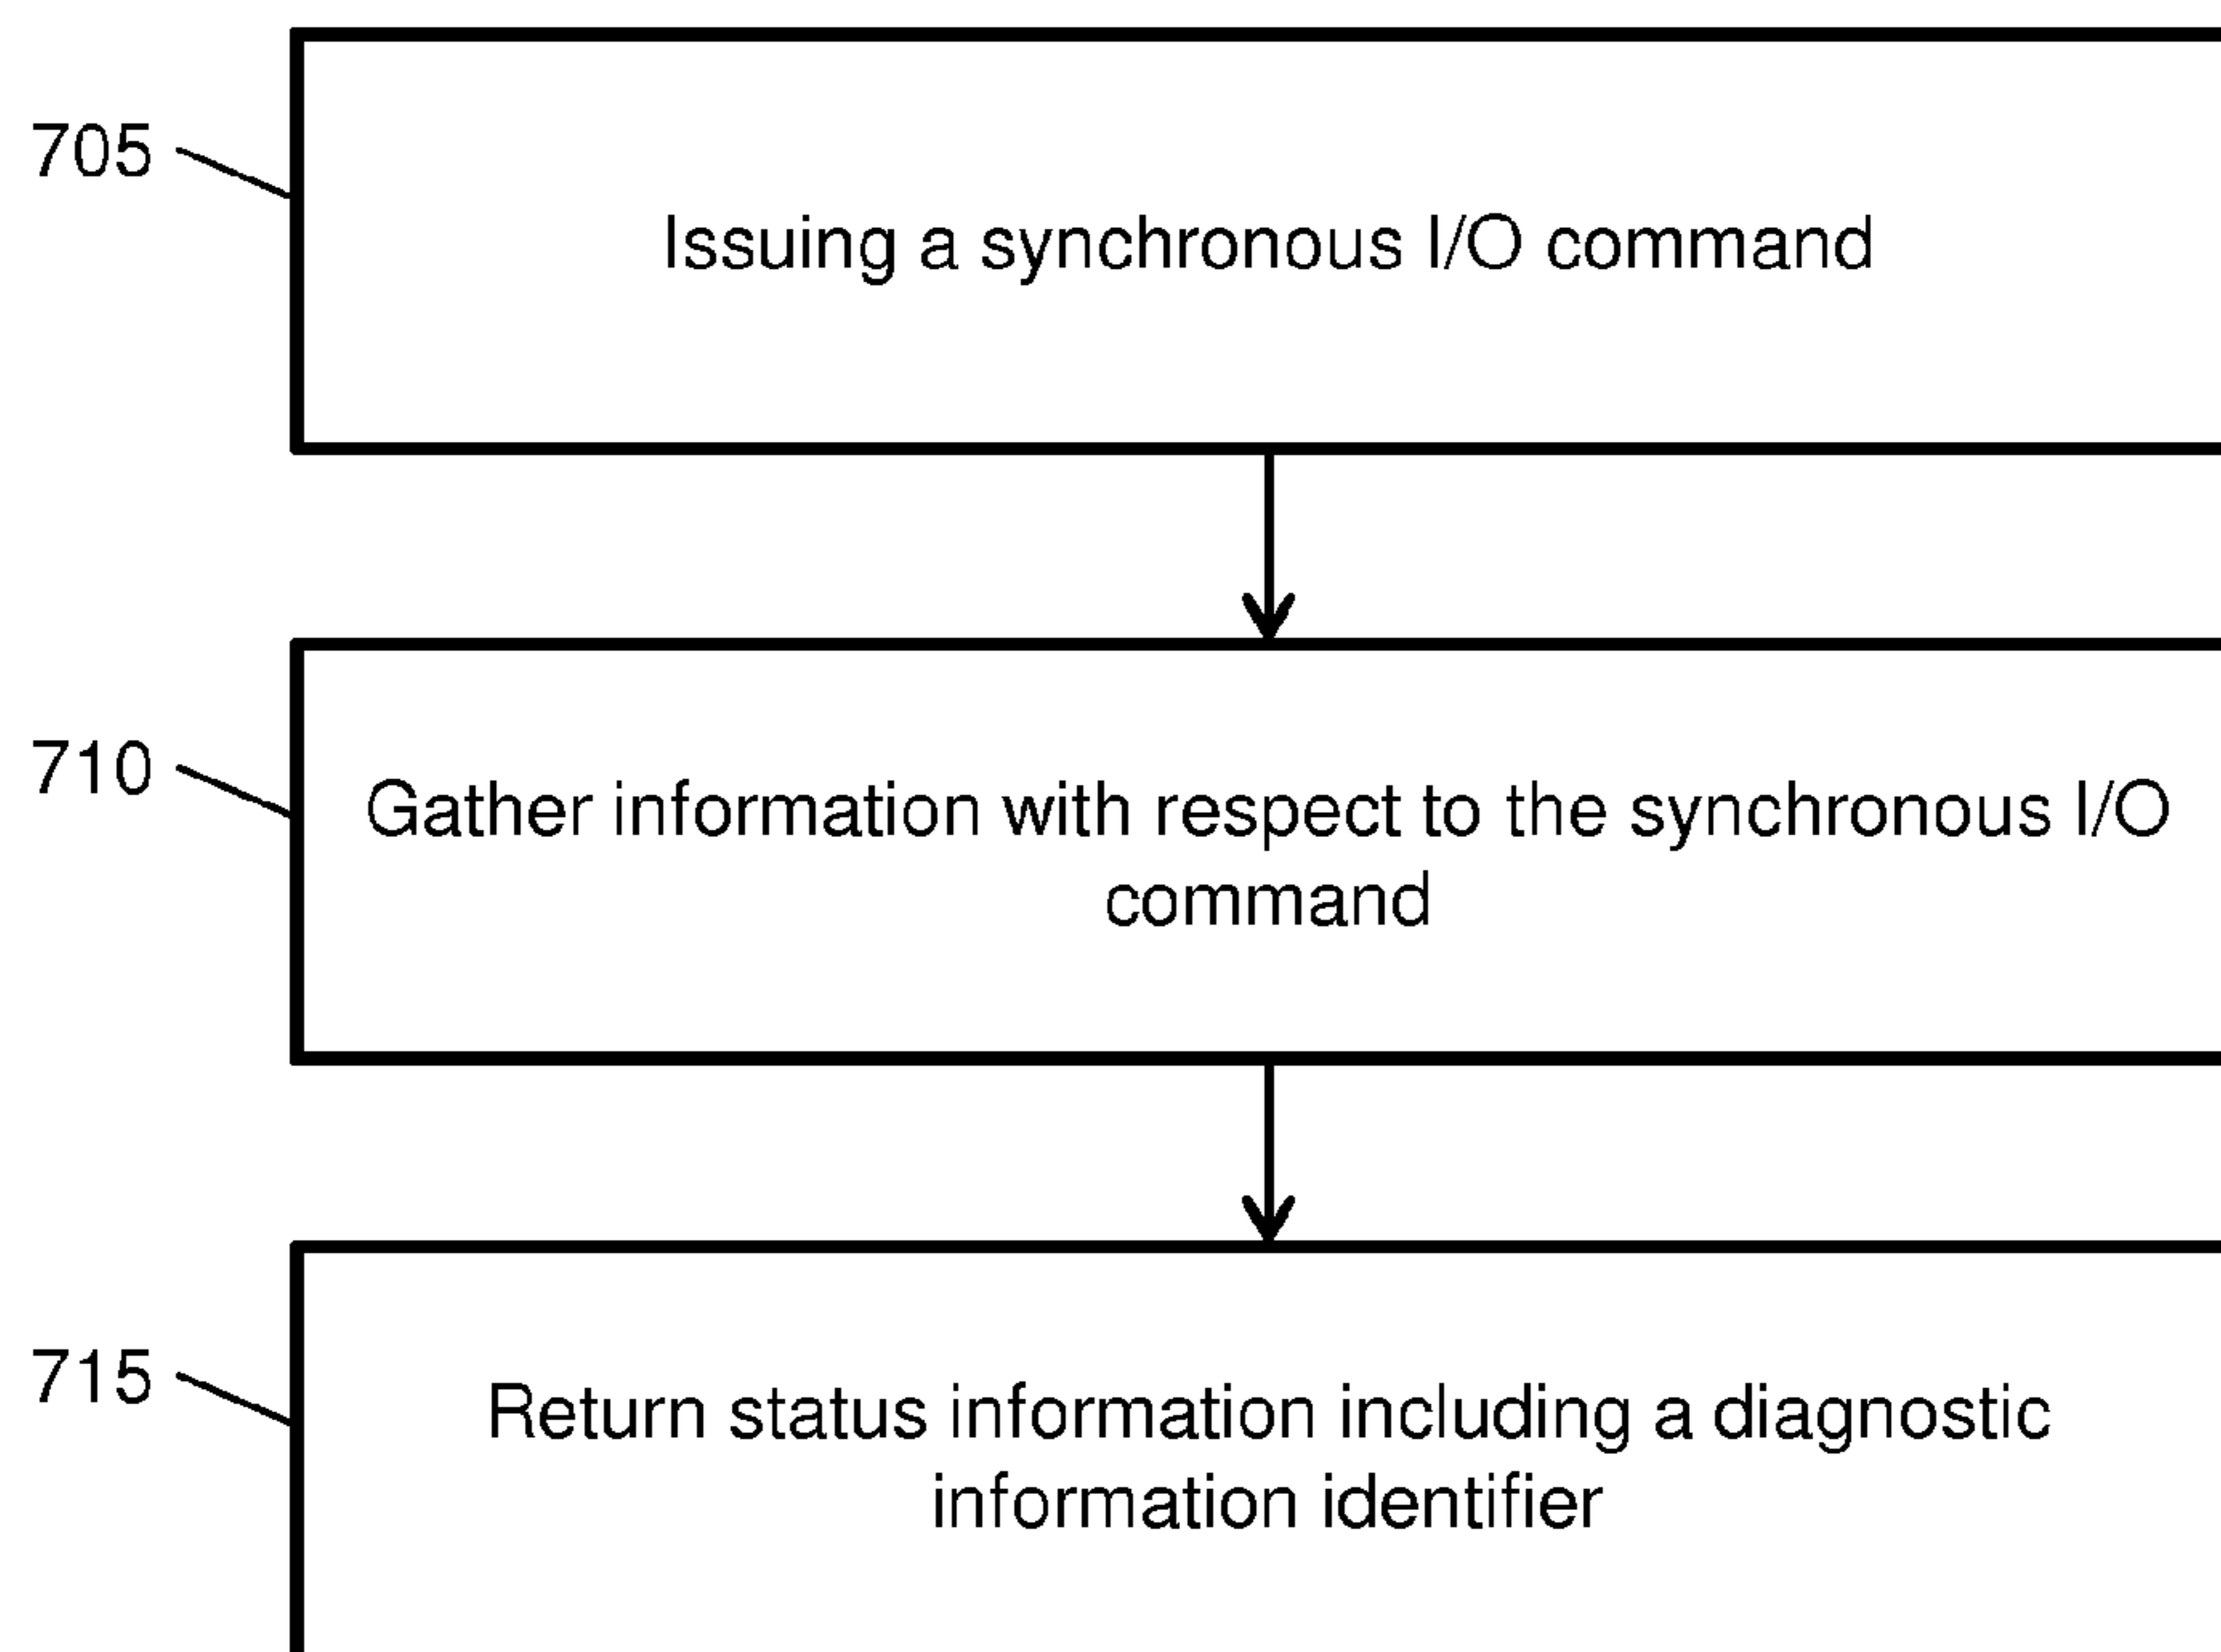 705
Issuing a synchronous I/O command
710
Gather information with respect to the synchronous I/O
command
715
Return status information including a diagnostic
information identifier